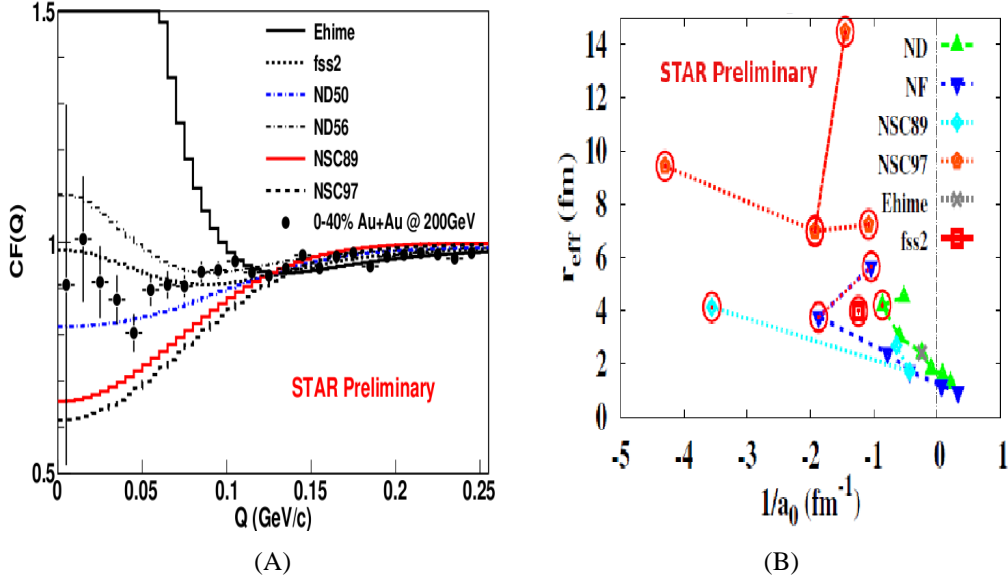 1.5
1
0.5
CF(Q)
Ehime
fss2
ND50
ND56
NSC89
NSC97
0-40% Au+Au @ 200GeV
STAR Preliminary
0 0.05 0.1 0.15 0.2 0.25
Q (GeV/c)
(A)
14
12
10
8
6
4
2
0
r_eff (fm)
STAR Preliminary
ND
NF
NSC89
NSC97
Ehime
fss2
-5 -4 -3 -2 -1 0 1
1/a0 (fm-1)
(B)